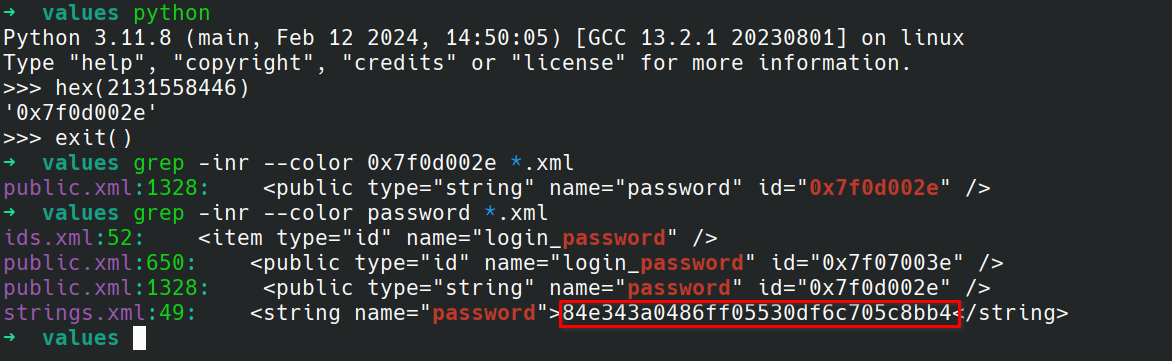 ➜  values python
Python 3.11.8 (main, Feb 12 2024, 14:50:05) [GCC 13.2.1 20230801] on linux
Type "help", "copyright", "credits" or "license" for more information.
>>> hex(2131558446)
'0x7f0d002e'
>>> exit()
➜  values grep -inr --color 0x7f0d002e *.xml
public.xml:1328:    <public type="string" name="password" id="0x7f0d002e" />
➜  values grep -inr --color password *.xml
ids.xml:52:    <item type="id" name="login_password" />
public.xml:650:    <public type="id" name="login_password" id="0x7f07003e" />
public.xml:1328:    <public type="string" name="password" id="0x7f0d002e" />
strings.xml:49:    <string name="password">84e343a0486ff05530df6c705c8bb4</string>
➜  values